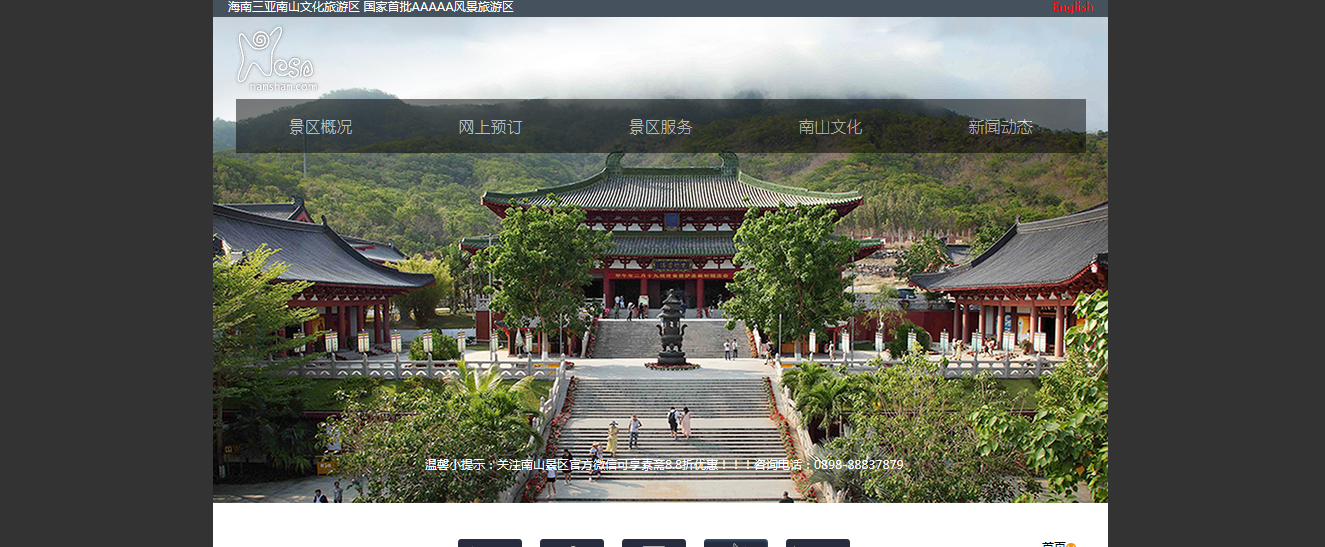 海南三亚南山文化旅游区 国家首批AAAAA风景旅游区
English
nanshan.com
景区概况
网上预订
景区服务
南山文化
新闻动态
温馨小提示：关注南山景区官方微信可享素斋8.8折优惠！！！咨询电话：0898-88837879
首页